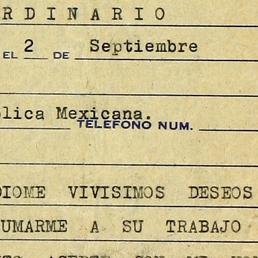 RDINARIO
EL 2 DE Septiembre
lica Mexicana.
TELEFONO NUM.
DIOME VIVISIMOS DESEOS
UMARME A SU TRABAJO